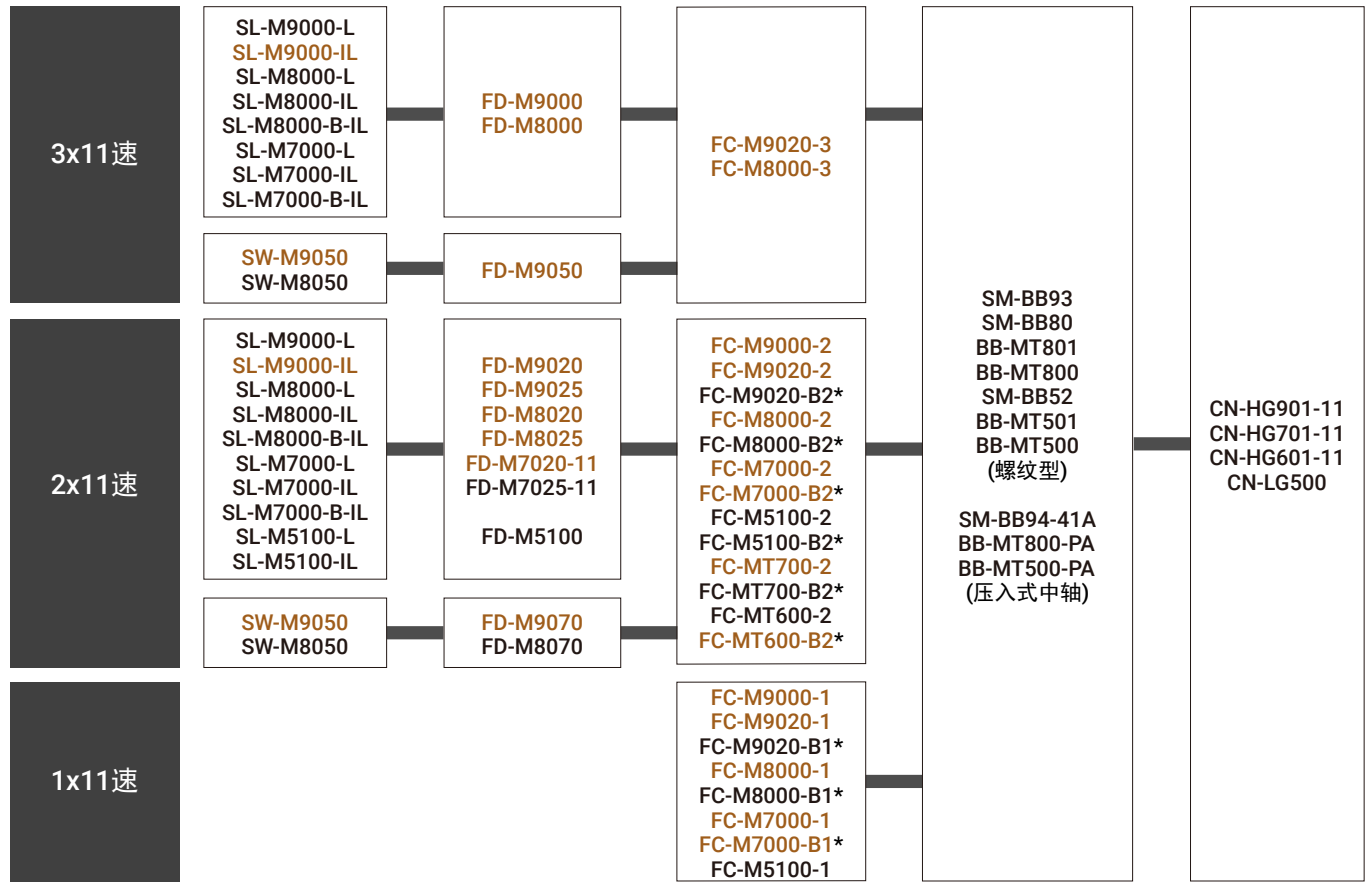 3x11速
SL-M9000-L
SL-M9000-IL
SL-M8000-L
SL-M8000-IL
SL-M8000-B-IL
SL-M7000-L
SL-M7000-IL
SL-M7000-B-IL
FD-M9000
FD-M8000
SW-M9050
SW-M8050
FD-M9050
FC-M9020-3
FC-M8000-3
2x11速
SL-M9000-L
SL-M9000-IL
SL-M8000-L
SL-M8000-IL
SL-M8000-B-IL
SL-M7000-L
SL-M7000-IL
SL-M7000-B-IL
SL-M5100-L
SL-M5100-IL
FD-M9020
FD-M9025
FD-M8020
FD-M8025
FD-M7020-11
FD-M7025-11
FD-M5100
SW-M9050
SW-M8050
FD-M9070
FD-M8070
FC-M9000-2
FC-M9020-2
FC-M9020-B2*
FC-M8000-2
FC-M8000-B2*
FC-M7000-2
FC-M7000-B2*
FC-M5100-2
FC-M5100-B2*
FC-MT700-2
FC-MT700-B2*
FC-MT600-2
FC-MT600-B2*
1x11速
FC-M9000-1
FC-M9020-1
FC-M9020-B1*
FC-M8000-1
FC-M8000-B1*
FC-M7000-1
FC-M7000-B1*
FC-M5100-1
SM-BB93
SM-BB80
BB-MT801
BB-MT800
SM-BB52
BB-MT501
BB-MT500
(螺纹型)
SM-BB94-41A
BB-MT800-PA
BB-MT500-PA
(压入式中轴)
CN-HG901-11
CN-HG701-11
CN-HG601-11
CN-LG500